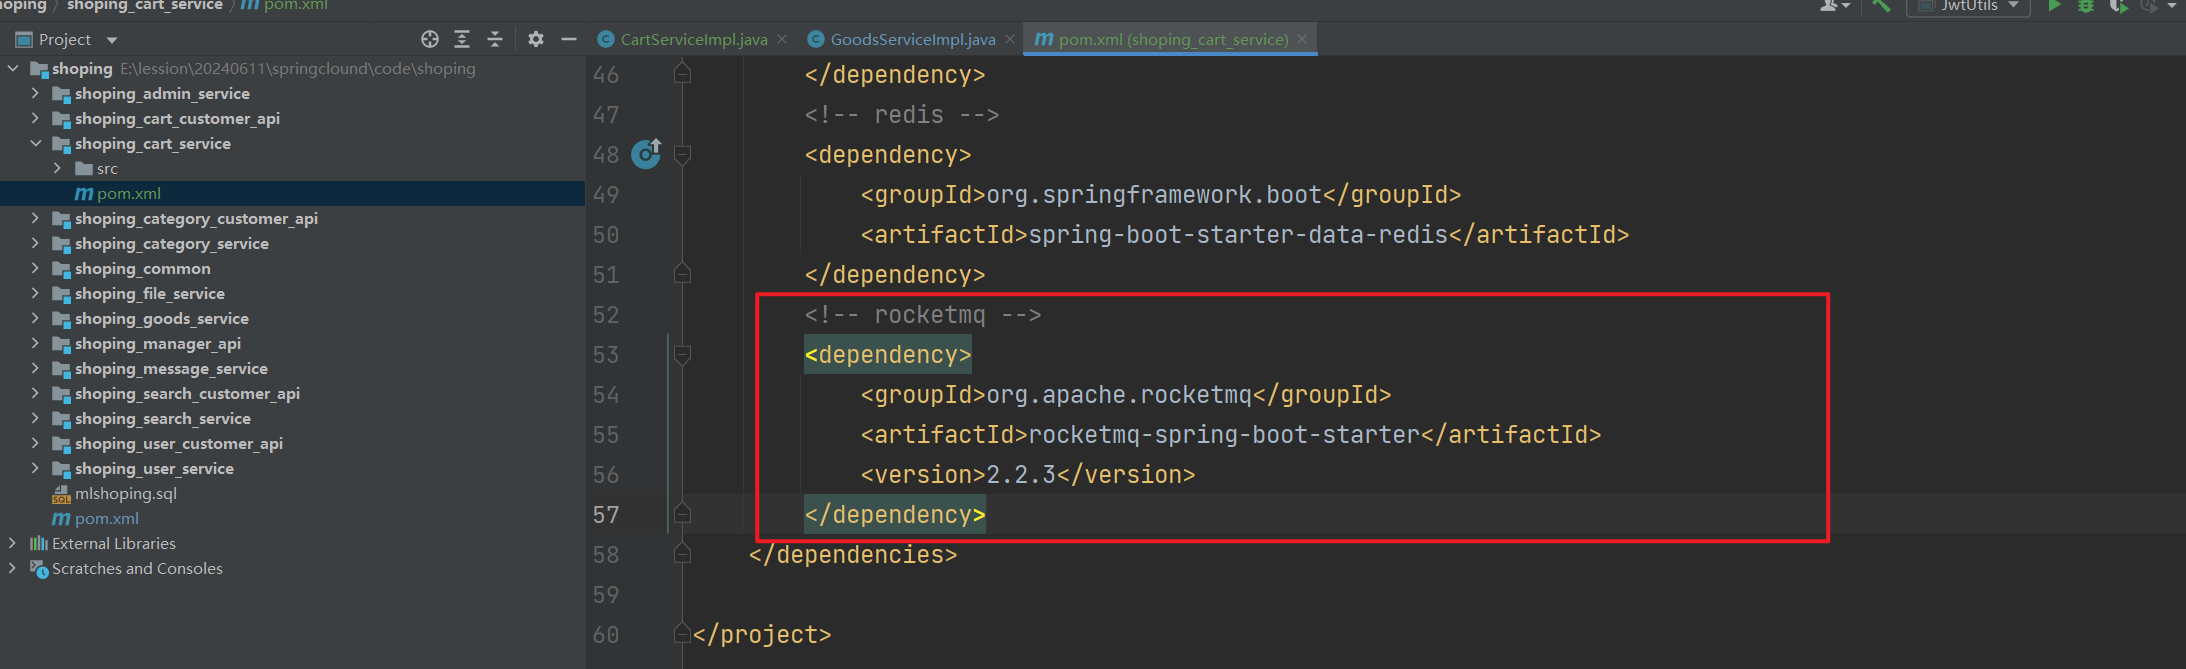 shoping_cart_service pom.xml
JwtUtils
Project
CartServiceImpl.java
GoodsServiceImpl.java
pom.xml (shoping_cart_service)
shoping E:\lession\20240611\springclound\code\shoping
shoping_admin_service
shoping_cart_customer_api
shoping_cart_service
src
pom.xml
shoping_category_customer_api
shoping_category_service
shoping_common
shoping_file_service
shoping_goods_service
shoping_manager_api
shoping_message_service
shoping_search_customer_api
shoping_search_service
shoping_user_customer_api
shoping_user_service
mlshoping.sql
pom.xml
External Libraries
Scratches and Consoles
46 </dependency>
47 <!-- redis -->
48 <dependency>
49 <groupId>org.springframework.boot</groupId>
50 <artifactId>spring-boot-starter-data-redis</artifactId>
51 </dependency>
52 <!-- rocketmq -->
53 <dependency>
54 <groupId>org.apache.rocketmq</groupId>
55 <artifactId>rocketmq-spring-boot-starter</artifactId>
56 <version>2.2.3</version>
57 </dependency>
58 </dependencies>
59
60 </project>